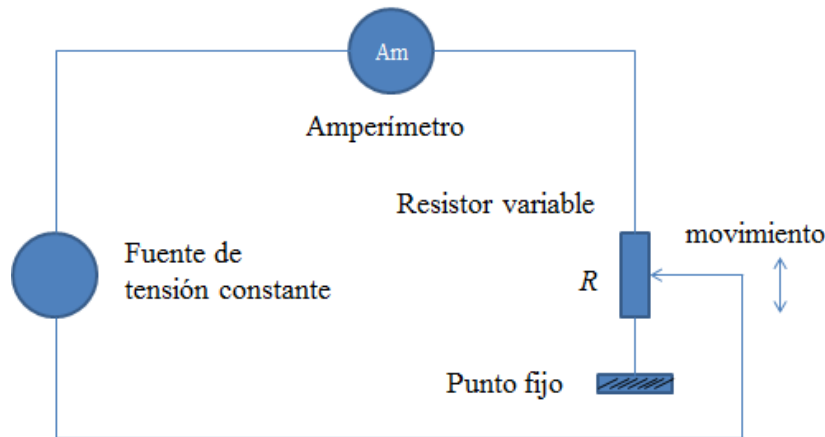 Am
Amperímetro
Resistor variable
movimiento
Fuente de
tensión constante
R
Punto fijo